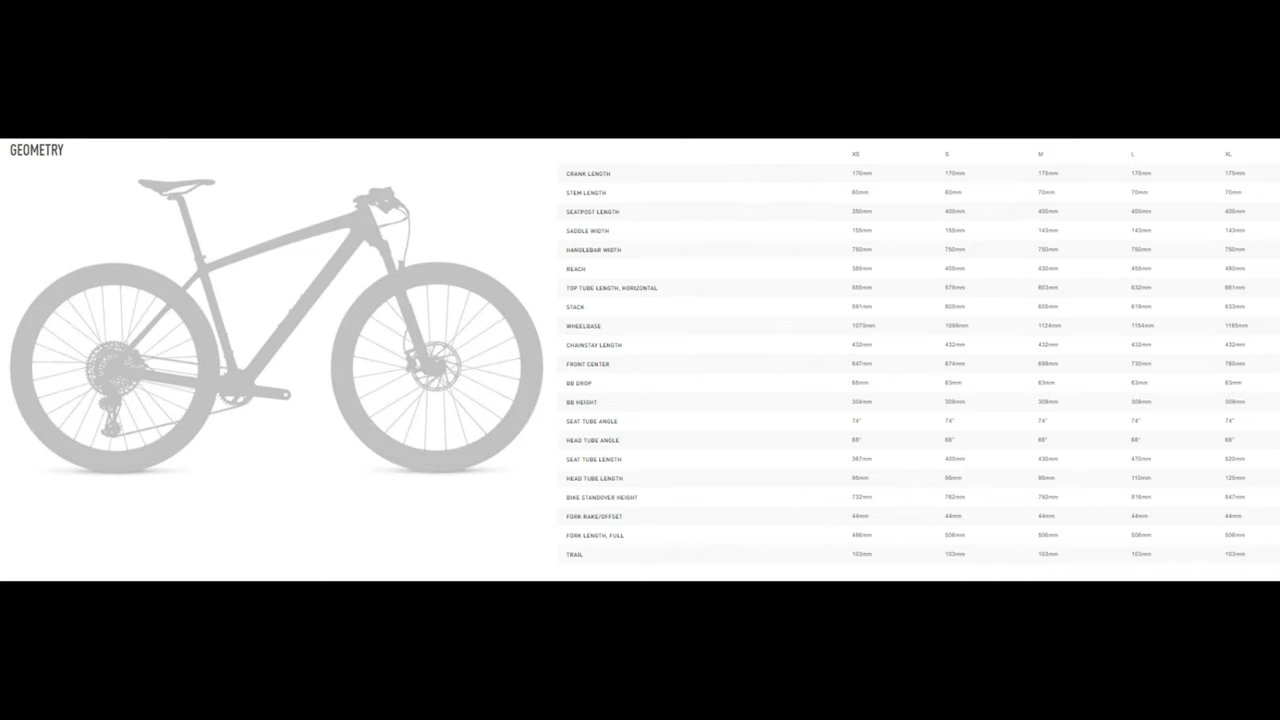 GEOMETRY
XS S M L XL
CRANK LENGTH 170mm 170mm 175mm 175mm 175mm
STEM LENGTH 60mm 60mm 70mm 70mm 70mm
SEATPOST LENGTH 350mm 400mm 400mm 400mm 400mm
SADDLE WIDTH 155mm 155mm 143mm 143mm 143mm
HANDLEBAR WIDTH 750mm 750mm 750mm 750mm 750mm
REACH 385mm 405mm 430mm 455mm 480mm
TOP TUBE LENGTH, HORIZONTAL 555mm 578mm 603mm 632mm 661mm
STACK 591mm 605mm 605mm 619mm 633mm
WHEELBASE 1070mm 1098mm 1124mm 1154mm 1185mm
CHAINSTAY LENGTH 432mm 432mm 432mm 432mm 432mm
FRONT CENTER 647mm 674mm 699mm 730mm 760mm
BB DROP 68mm 63mm 63mm 63mm 63mm
BB HEIGHT 304mm 309mm 309mm 309mm 309mm
SEAT TUBE ANGLE 74° 74° 74° 74° 74°
HEAD TUBE ANGLE 68° 68° 68° 68° 68°
SEAT TUBE LENGTH 400mm 430mm 470mm 520mm
HEAD TUBE LENGTH 95mm 95mm 95mm 110mm 125mm
BIKE STANDOVER HEIGHT 732mm 762mm 792mm 816mm 847mm
FORK RAKE/OFFSET 44mm 44mm 44mm 44mm 44mm
FORK LENGTH, FULL 506mm 506mm 506mm 506mm
TRAIL 103mm 103mm 103mm 103mm 103mm